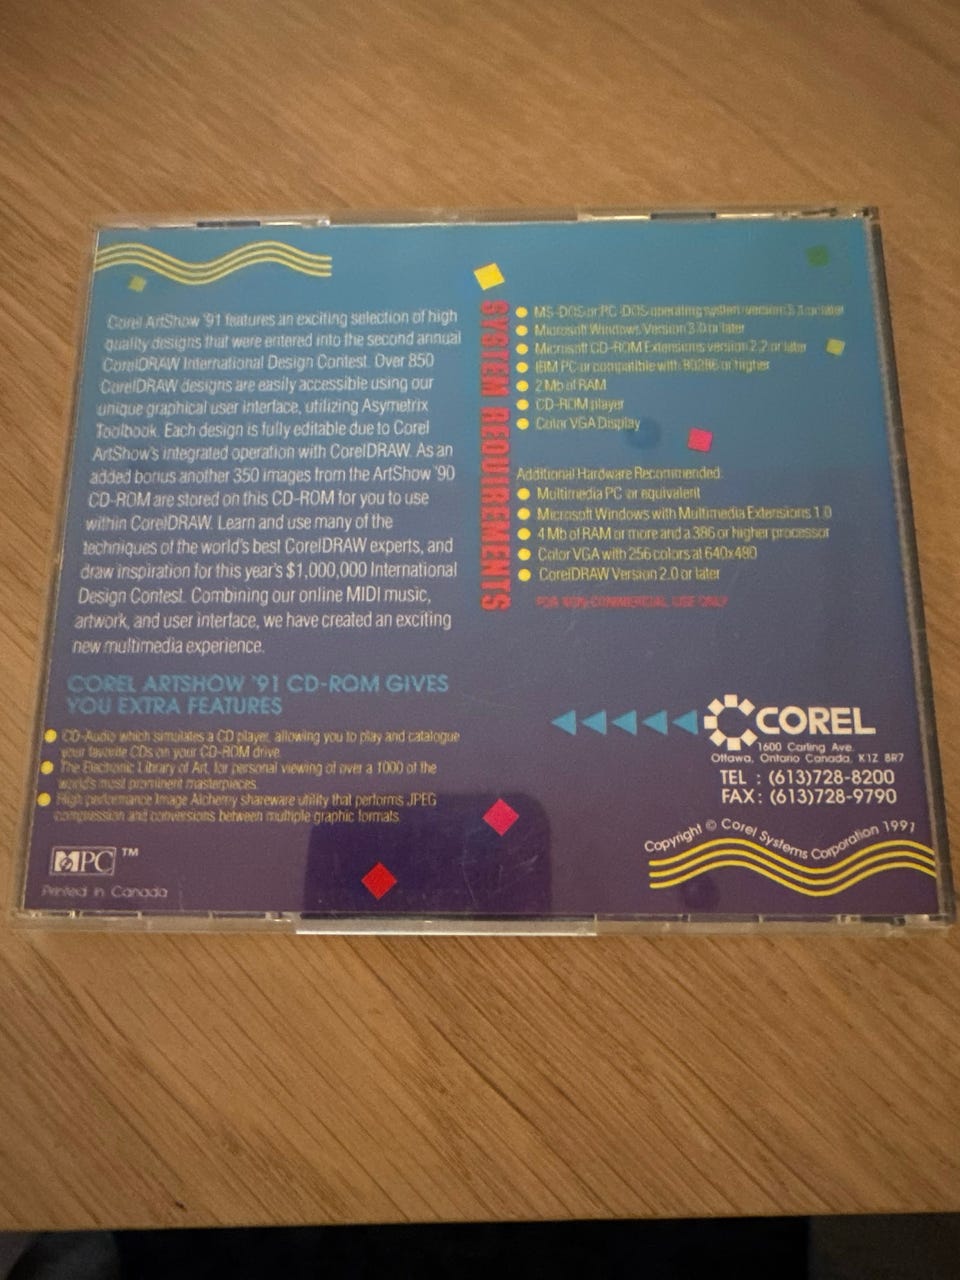 Corel ArtShow '91 features an exciting selection of high
quality designs that were entered into the second annual
CorelDRAW International Design Contest. Over 850
CorelDRAW designs are easily accessible using our
unique graphical user interface, utilizing Asymetrix
Toolbook. Each design is fully editable due to Corel
ArtShow's integrated operation with CorelDRAW. As an
added bonus another 350 images from the ArtShow '90
CD-ROM are stored on this CD-ROM for you to use
within CorelDRAW. Learn and use many of the
techniques of the world's best CorelDRAW experts, and
draw inspiration for this year's $1,000,000 International
Design Contest. Combining our online MIDI music,
artwork, and user interface, we have created an exciting
new multimedia experience.
COREL ARTSHOW '91 CD-ROM GIVES
YOU EXTRA FEATURES
CD-Audio which simulates a CD player, allowing you to play and catalogue
your favorite CDs on your CD-ROM drive.
The Electronic Library of Art, for personal viewing of over a 1000 of the
world's most prominent masterpieces.
High performance Image Alchemy shareware utility that performs JPEG
compression and conversions between multiple graphic formats.
MPC ™
Printed in Canada
SYSTEM REQUIREMENTS
MS-DOS or PC-DOS operating system version 3.1 or later
Microsoft Windows Version 3.0 or later
Microsoft CD-ROM Extensions version 2.2 or later
IBM PC or compatible with 80286 or higher
2 Mb of RAM
CD-ROM player
Color VGA Display
Additional Hardware Recommended:
Multimedia PC or equivalent
Microsoft Windows with Multimedia Extensions 1.0
4 Mb of RAM or more and a 386 or higher processor
Color VGA with 256 colors at 640x480
CorelDRAW Version 2.0 or later
FOR NON-COMMERCIAL USE ONLY
COREL
1600 Carling Ave.
Ottawa, Ontario Canada, K1Z 8R7
TEL : (613)728-8200
FAX: (613)728-9790
Copyright © Corel Systems Corporation 1991